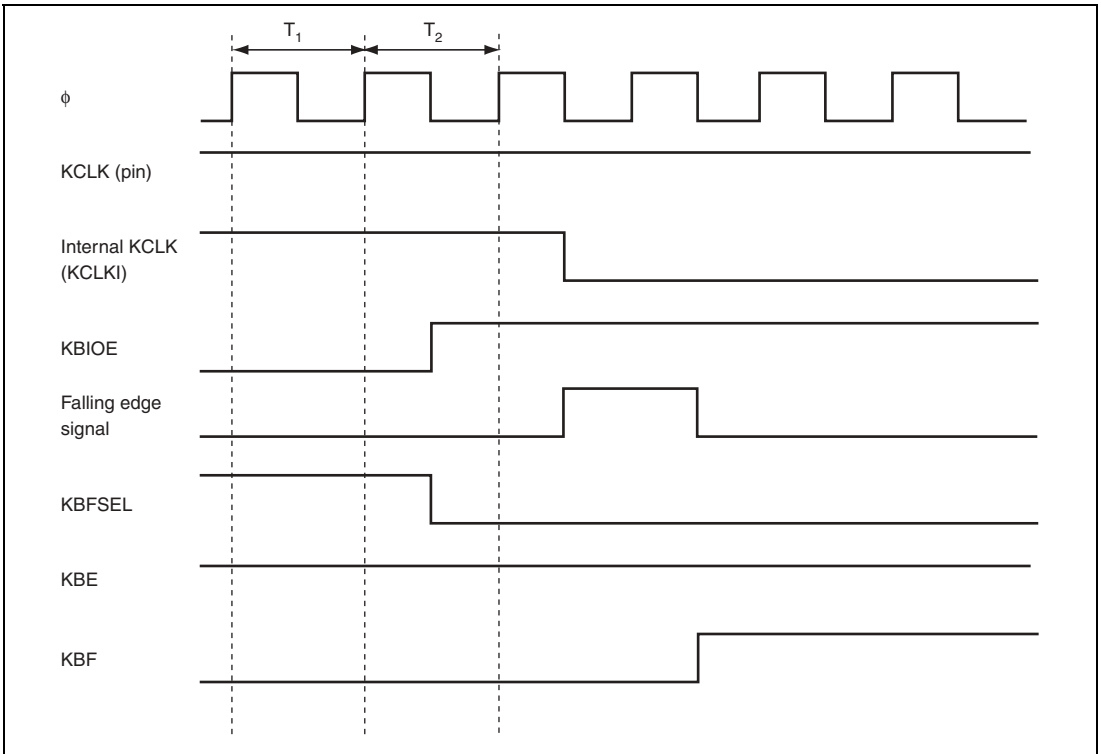 T1
T2
ϕ
KCLK (pin)
Internal KCLK
(KCLKI)
KBIOE
Falling edge
signal
KBFSEL
KBE
KBF